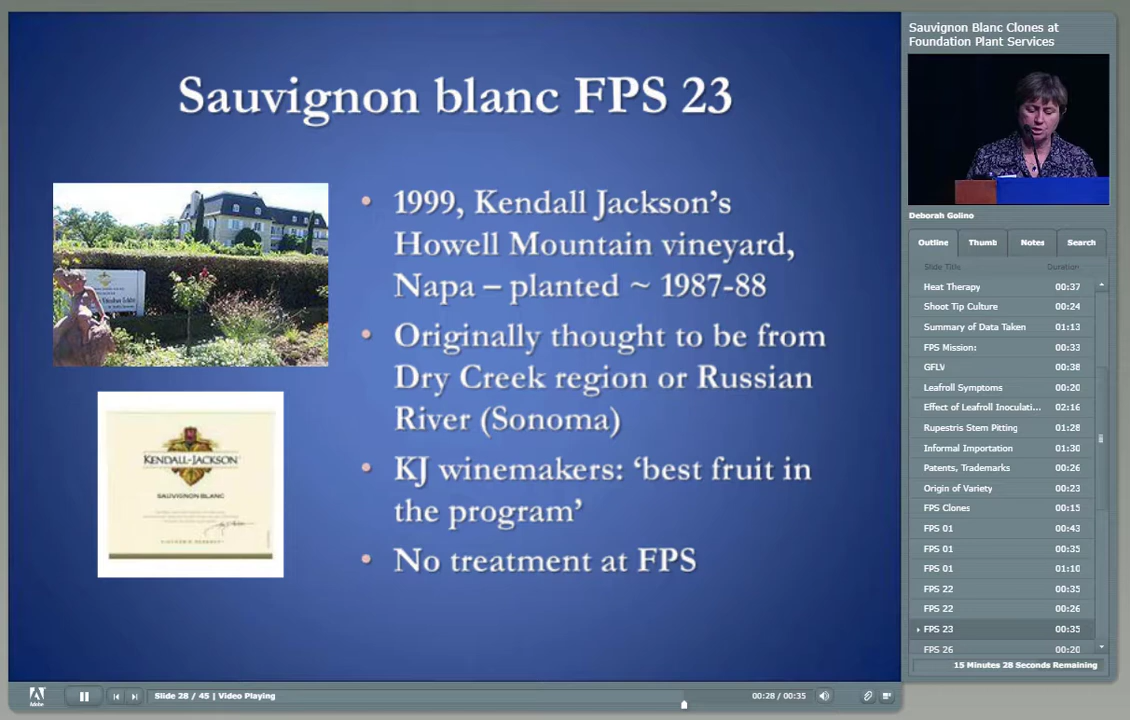 Sauvignon blanc FPS 23
• 1999, Kendall Jackson's
Howell Mountain vineyard,
Napa – planted ~ 1987-88
• Originally thought to be from
Dry Creek region or Russian
River (Sonoma)
• KJ winemakers: 'best fruit in
the program'
• No treatment at FPS
KENDALL-JACKSON
SAUVIGNON BLANC
Sauvignon Blanc Clones at
Foundation Plant Services
Deborah Golino
Outline Thumb Notes Search
Slide Title Duration
Heat Therapy 00:37
Shoot Tip Culture 00:24
Summary of Data Taken 01:13
FPS Mission: 00:33
GFLV 00:38
Leafroll Symptoms 00:20
Effect of Leafroll Inoculati... 02:16
Rupestris Stem Pitting 01:28
Informal Importation 01:30
Patents, Trademarks 00:26
Origin of Variety 00:23
FPS Clones 00:15
FPS 01 00:43
FPS 01 00:35
FPS 01 01:10
FPS 22 00:35
FPS 22 00:26
FPS 23 00:35
FPS 26 00:20
15 Minutes 28 Seconds Remaining
Adobe
Slide 28 / 45 | Video Playing
00:28 / 00:35